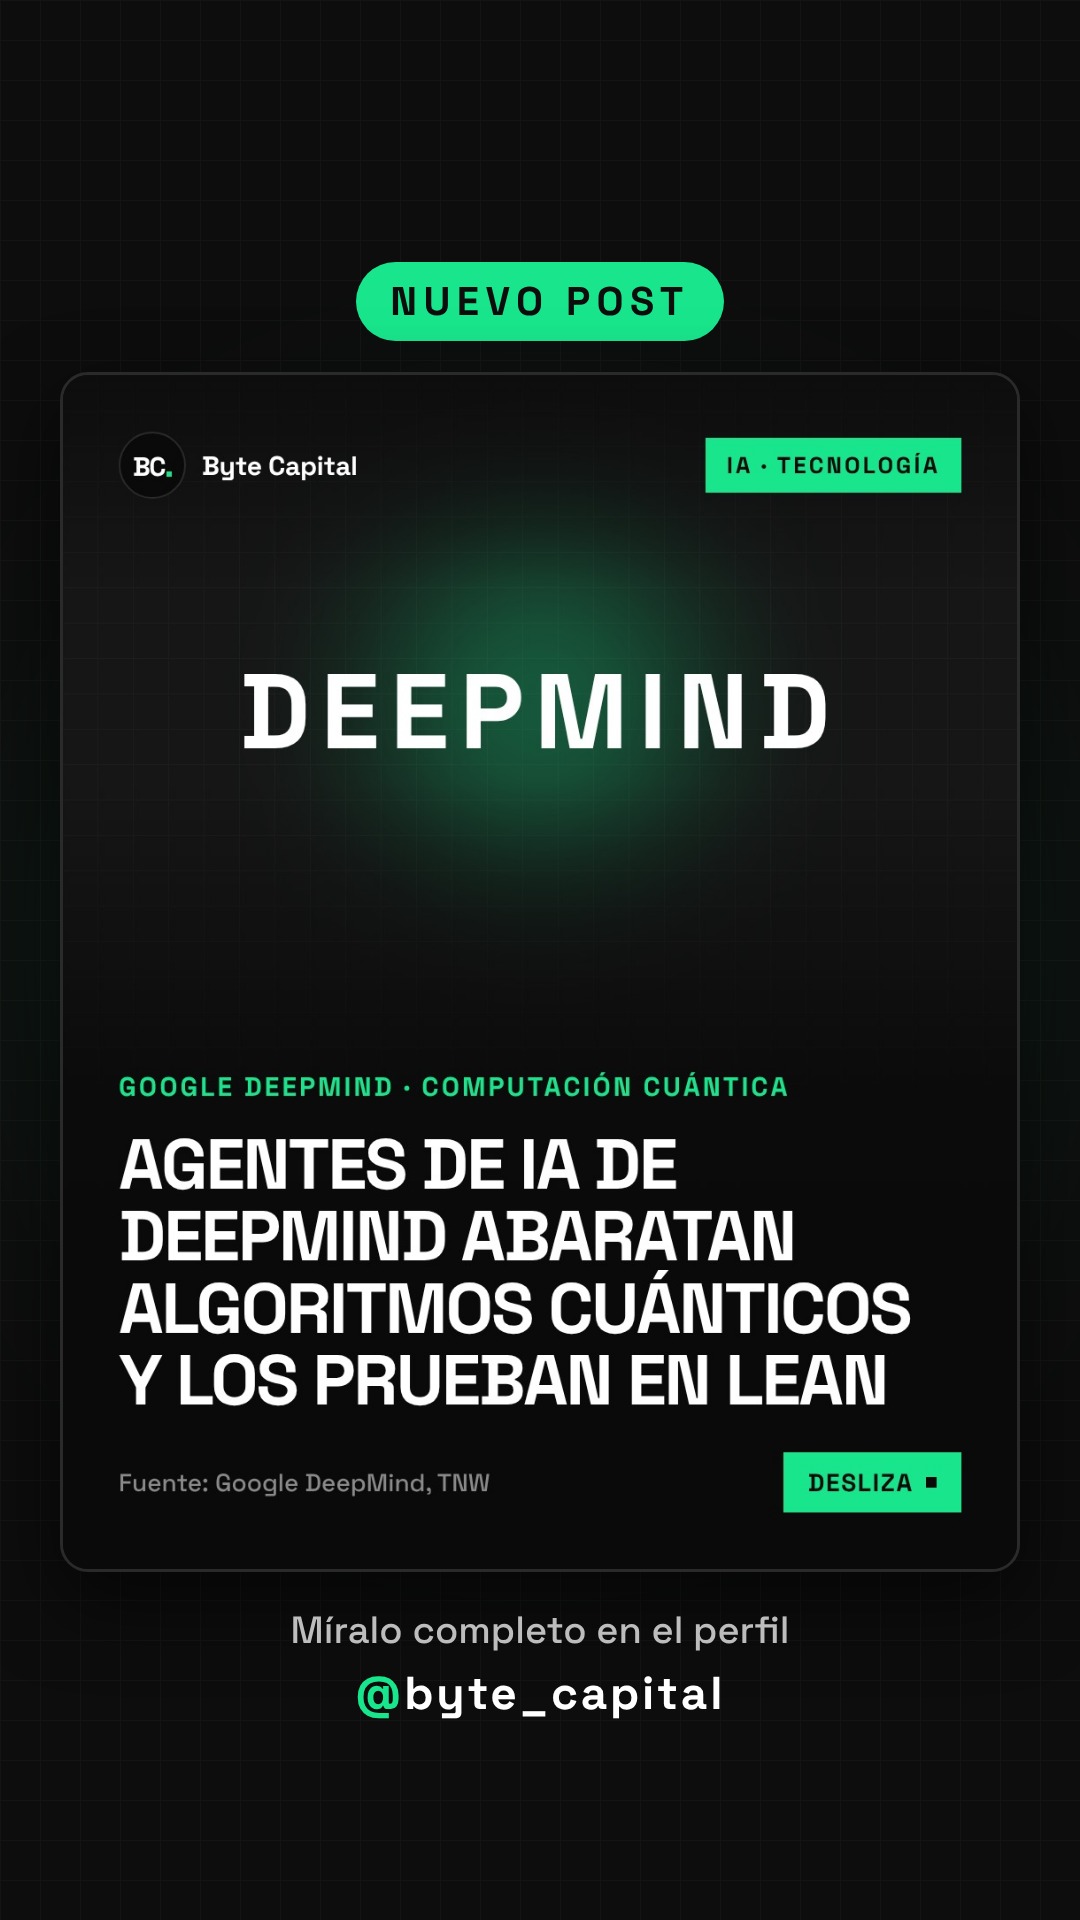 NUEVO POST
BC.
Byte Capital
IA · TECNOLOGÍA
DEEPMIND
GOOGLE DEEPMIND · COMPUTACIÓN CUÁNTICA
AGENTES DE IA DE
DEEPMIND ABARATAN
ALGORITMOS CUÁNTICOS
Y LOS PRUEBAN EN LEAN
Fuente: Google DeepMind, TNW
DESLIZA ▪
Míralo completo en el perfil
@byte_capital